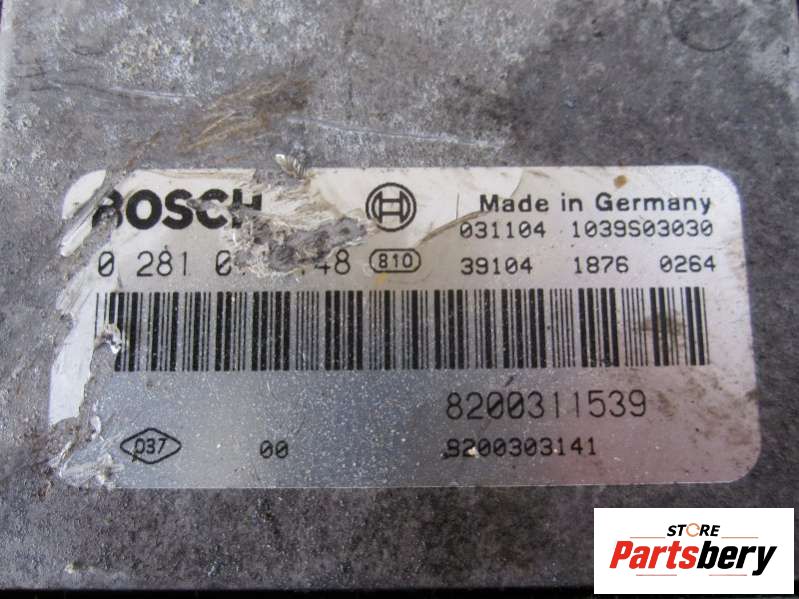 BOSCH
Made in Germany
031104 1039S03030
0 281 48 810 39104 1876 0264
8200311539
037 00 8200303141
STORE
Partsbery